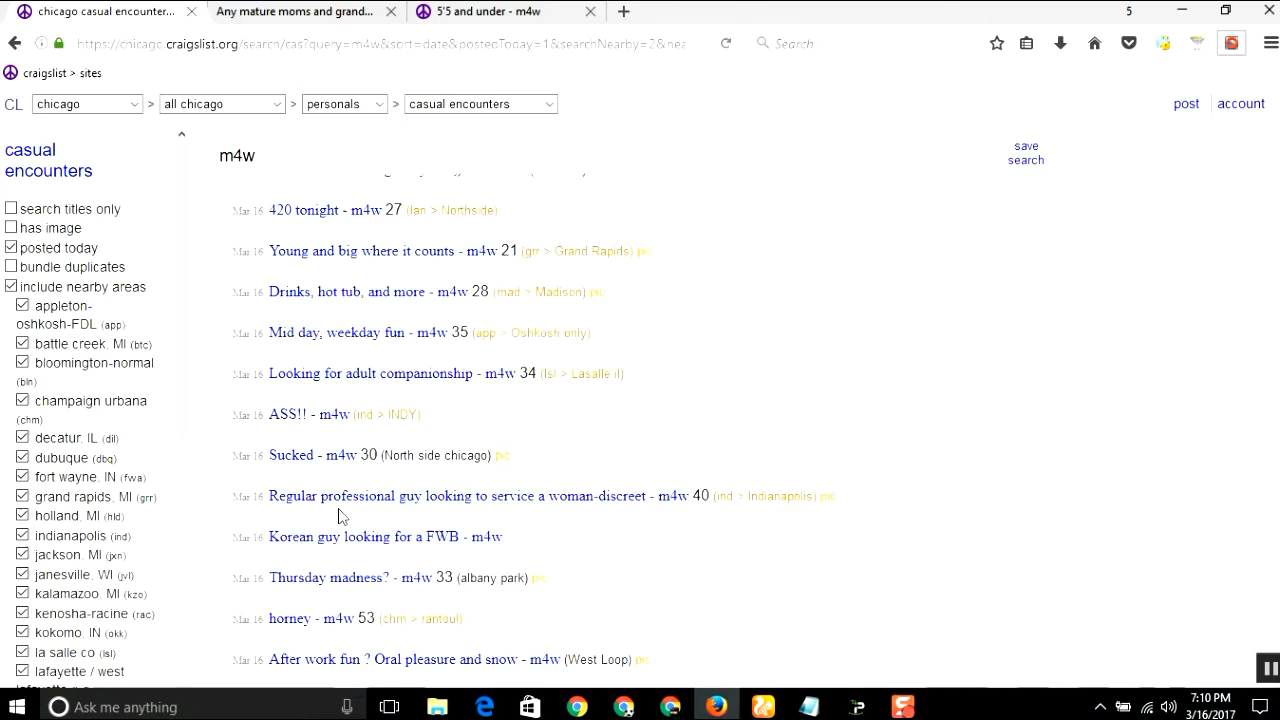 chicago casual encounter... Any mature moms and grand... 5'5 and under - m4w 5
https://chicago.craigslist.org/search/cas?query=m4w&sort=date&postedToday=1&searchNearby=2&nea Search
craigslist > sites
CL chicago > all chicago > personals > casual encounters post account
casual
encounters
m4w
save
search
search titles only
has image
posted today
bundle duplicates
include nearby areas
appleton-
oshkosh-FDL (app)
battle creek, MI (btc)
bloomington-normal
(bln)
champaign urbana
(chm)
decatur, IL (dil)
dubuque (dbq)
fort wayne, IN (fwa)
grand rapids, MI (grr)
holland, MI (hld)
indianapolis (ind)
jackson, MI (jxn)
janesville, WI (jvl)
kalamazoo, MI (kzo)
kenosha-racine (rac)
kokomo, IN (okk)
la salle co (lsl)
lafayette / west
Mar 16 420 tonight - m4w 27 (lan > Northside)
Mar 16 Young and big where it counts - m4w 21 (grr > Grand Rapids) pic
Mar 16 Drinks, hot tub, and more - m4w 28 (mad > Madison) pic
Mar 16 Mid day, weekday fun - m4w 35 (app > Oshkosh only)
Mar 16 Looking for adult companionship - m4w 34 (lsl > Lasalle il)
Mar 16 ASS!! - m4w (ind > INDY)
Mar 16 Sucked - m4w 30 (North side chicago) pic
Mar 16 Regular professional guy looking to service a woman-discreet - m4w 40 (ind > Indianapolis) pic
Mar 16 Korean guy looking for a FWB - m4w
Mar 16 Thursday madness? - m4w 33 (albany park) pic
Mar 16 horney - m4w 53 (chm > rantoul)
Mar 16 After work fun ? Oral pleasure and snow - m4w (West Loop) pic
Ask me anything
7:10 PM
3/16/2017